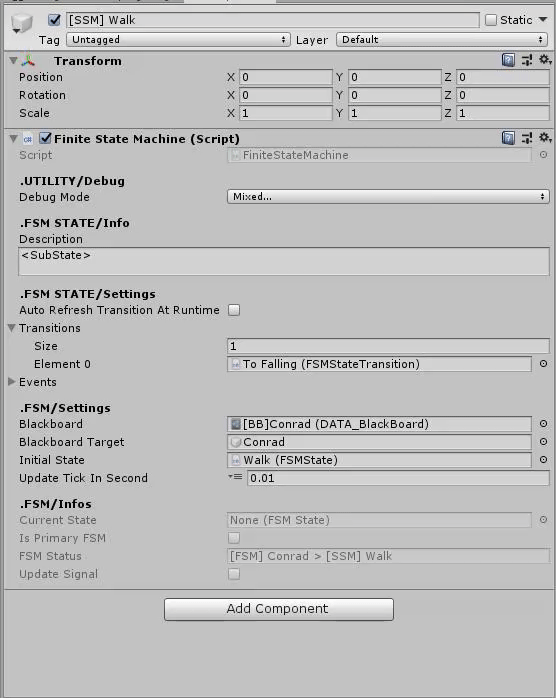 [SSM] Walk Static
Tag Untagged Layer Default
Transform
Position X 0 Y 0 Z 0
Rotation X 0 Y 0 Z 0
Scale X 1 Y 1 Z 1
Finite State Machine (Script)
Script FiniteStateMachine
.UTILITY/Debug
Debug Mode Mixed...
.FSM STATE/Info
Description
<SubState>
.FSM STATE/Settings
Auto Refresh Transition At Runtime
Transitions
Size 1
Element 0 To Falling (FSMStateTransition)
Events
.FSM/Settings
Blackboard [BB]Conrad (DATA_BlackBoard)
Blackboard Target Conrad
Initial State Walk (FSMState)
Update Tick In Second 0.01
.FSM/Infos
Current State None (FSM State)
Is Primary FSM
FSM Status [FSM] Conrad > [SSM] Walk
Update Signal
Add Component